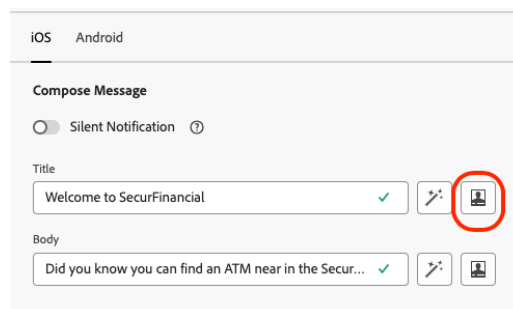 iOS Android
Compose Message
Silent Notification ?
Title
Welcome to SecurFinancial
Body
Did you know you can find an ATM near in the Secur...